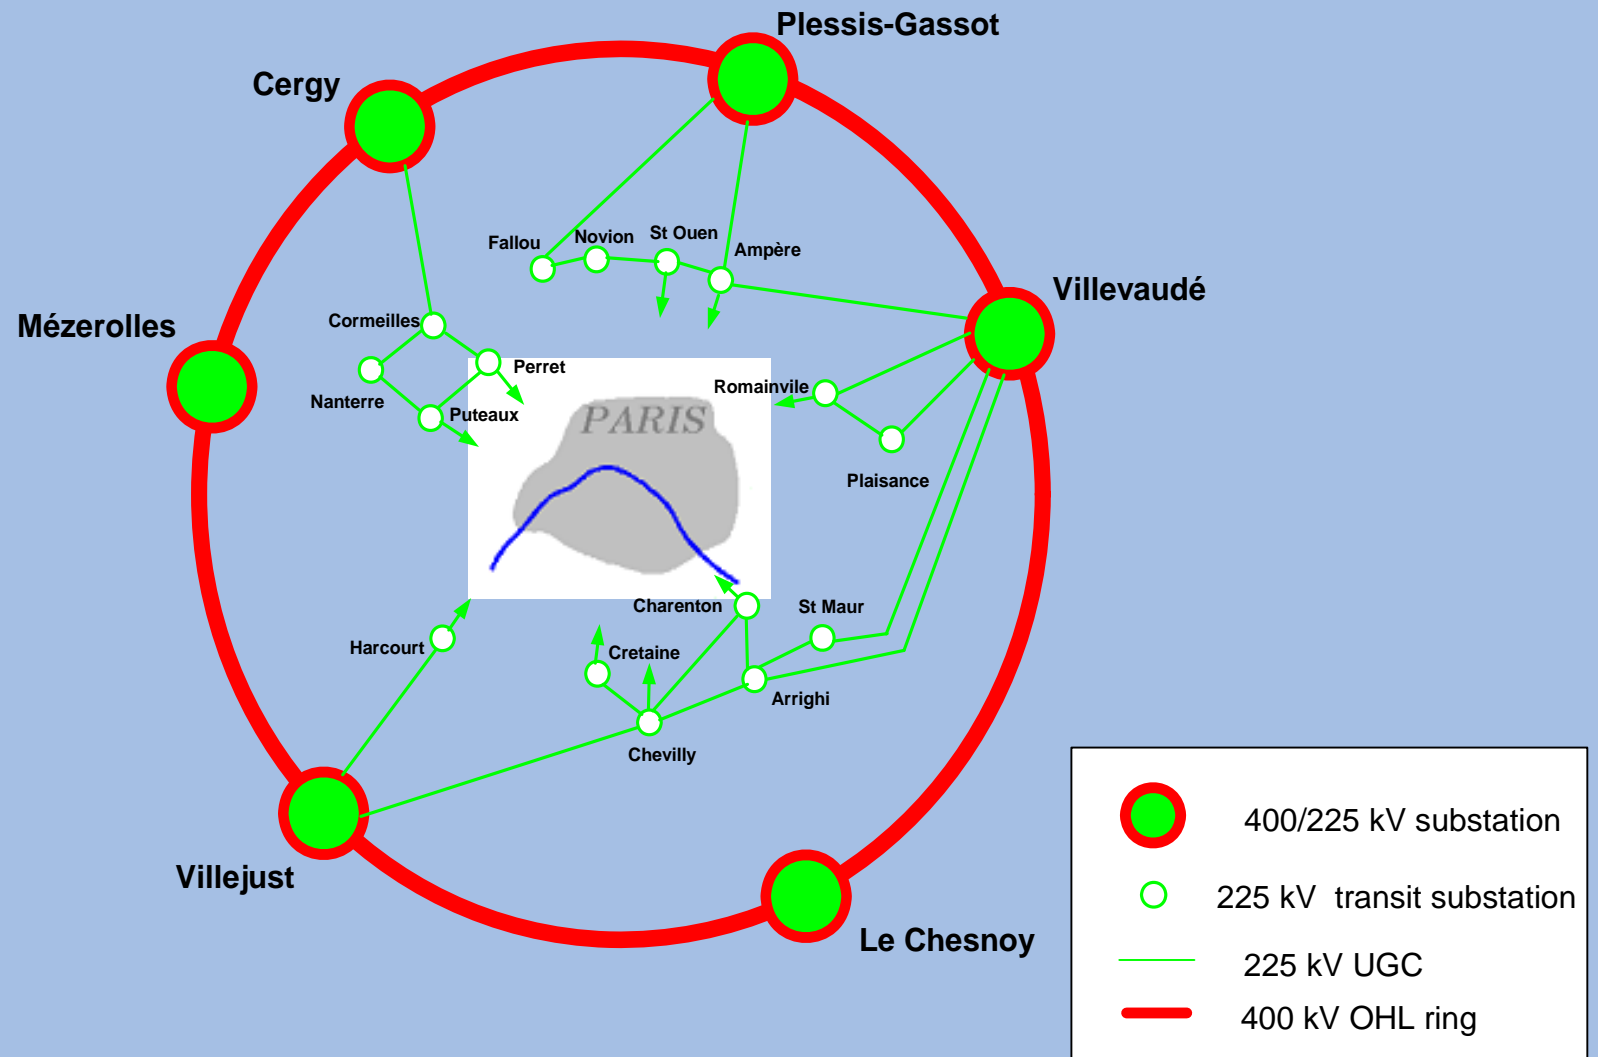 Plessis-Gassot
Cergy
Fallou
Novion
St Ouen
Ampère
Villevaudé
Mézerolles
Cormeilles
Perret
Nanterre
Puteaux
Romainvile
PARIS
Plaisance
Charenton
St Maur
Harcourt
Cretaine
Arrighi
Chevilly
Villejust
Le Chesnoy
400/225 kV substation
225 kV transit substation
225 kV UGC
400 kV OHL ring